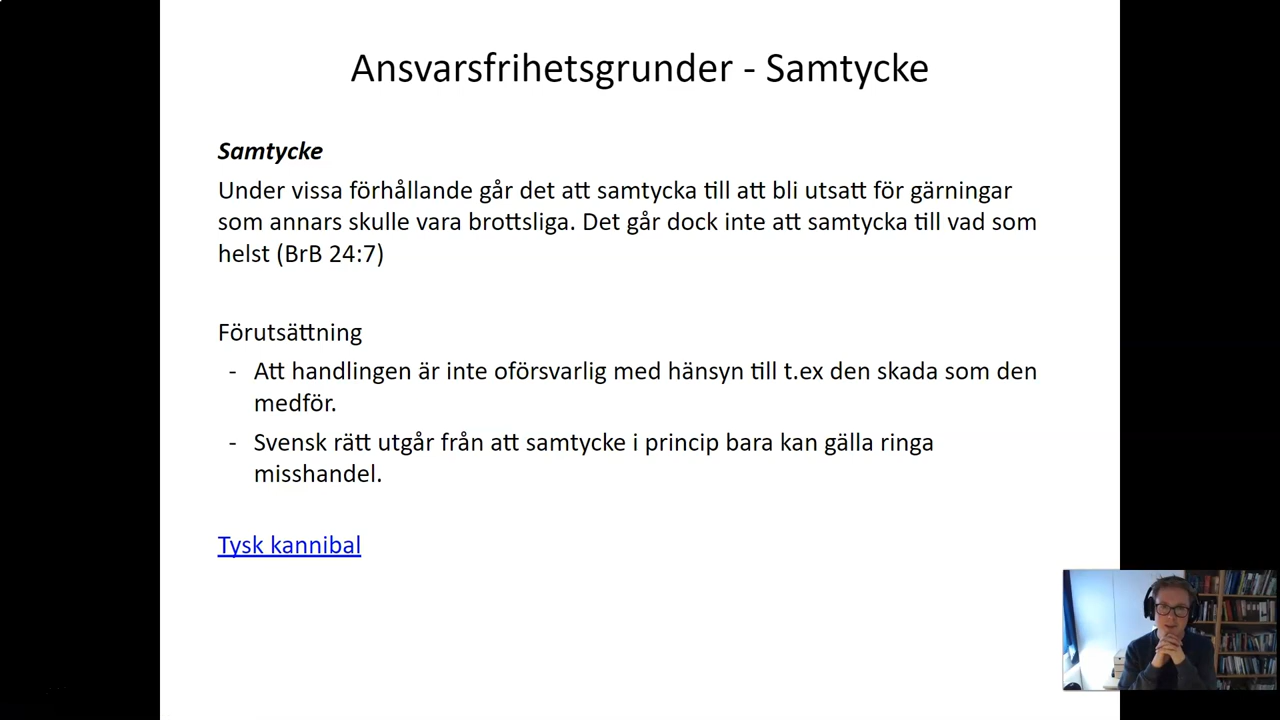 Ansvarsfrihetsgrunder - Samtycke
Samtycke
Under vissa förhållande går det att samtycka till att bli utsatt för gärningar
som annars skulle vara brottsliga. Det går dock inte att samtycka till vad som
helst (BrB 24:7)
Förutsättning
- Att handlingen är inte oförsvarlig med hänsyn till t.ex den skada som den
medför.
- Svensk rätt utgår från att samtycke i princip bara kan gälla ringa
misshandel.
Tysk kannibal